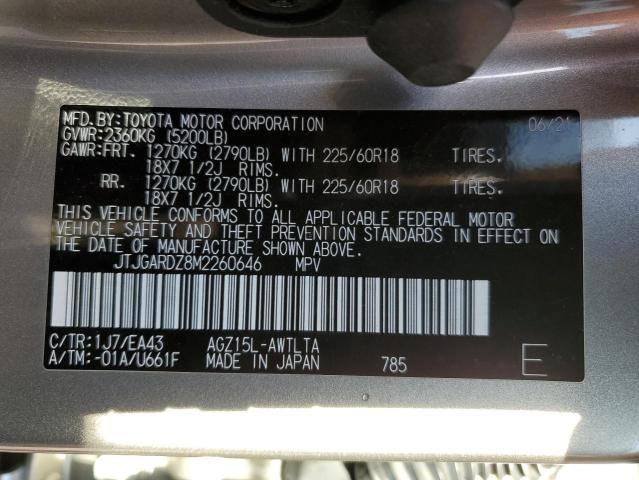 MFD.BY:TOYOTA MOTOR CORPORATION 06/21
GVWR:2360KG (5200LB)
GAWR:FRT. 1270KG (2790LB) WITH 225/60R18 TIRES.
18X7 1/2J RIMS.
RR. 1270KG (2790LB) WITH 225/60R18 TIRES.
18X7 1/2J RIMS.
THIS VEHICLE CONFORMS TO ALL APPLICABLE FEDERAL MOTOR
VEHICLE SAFETY AND THEFT PREVENTION STANDARDS IN EFFECT ON
THE DATE OF MANUFACTURE SHOWN ABOVE.
JTJGARDZ8M2260646 MPV
C/TR:1J7/EA43 AGZ15L-AWTLTA
A/TM:-01A/U661F MADE IN JAPAN 785 E